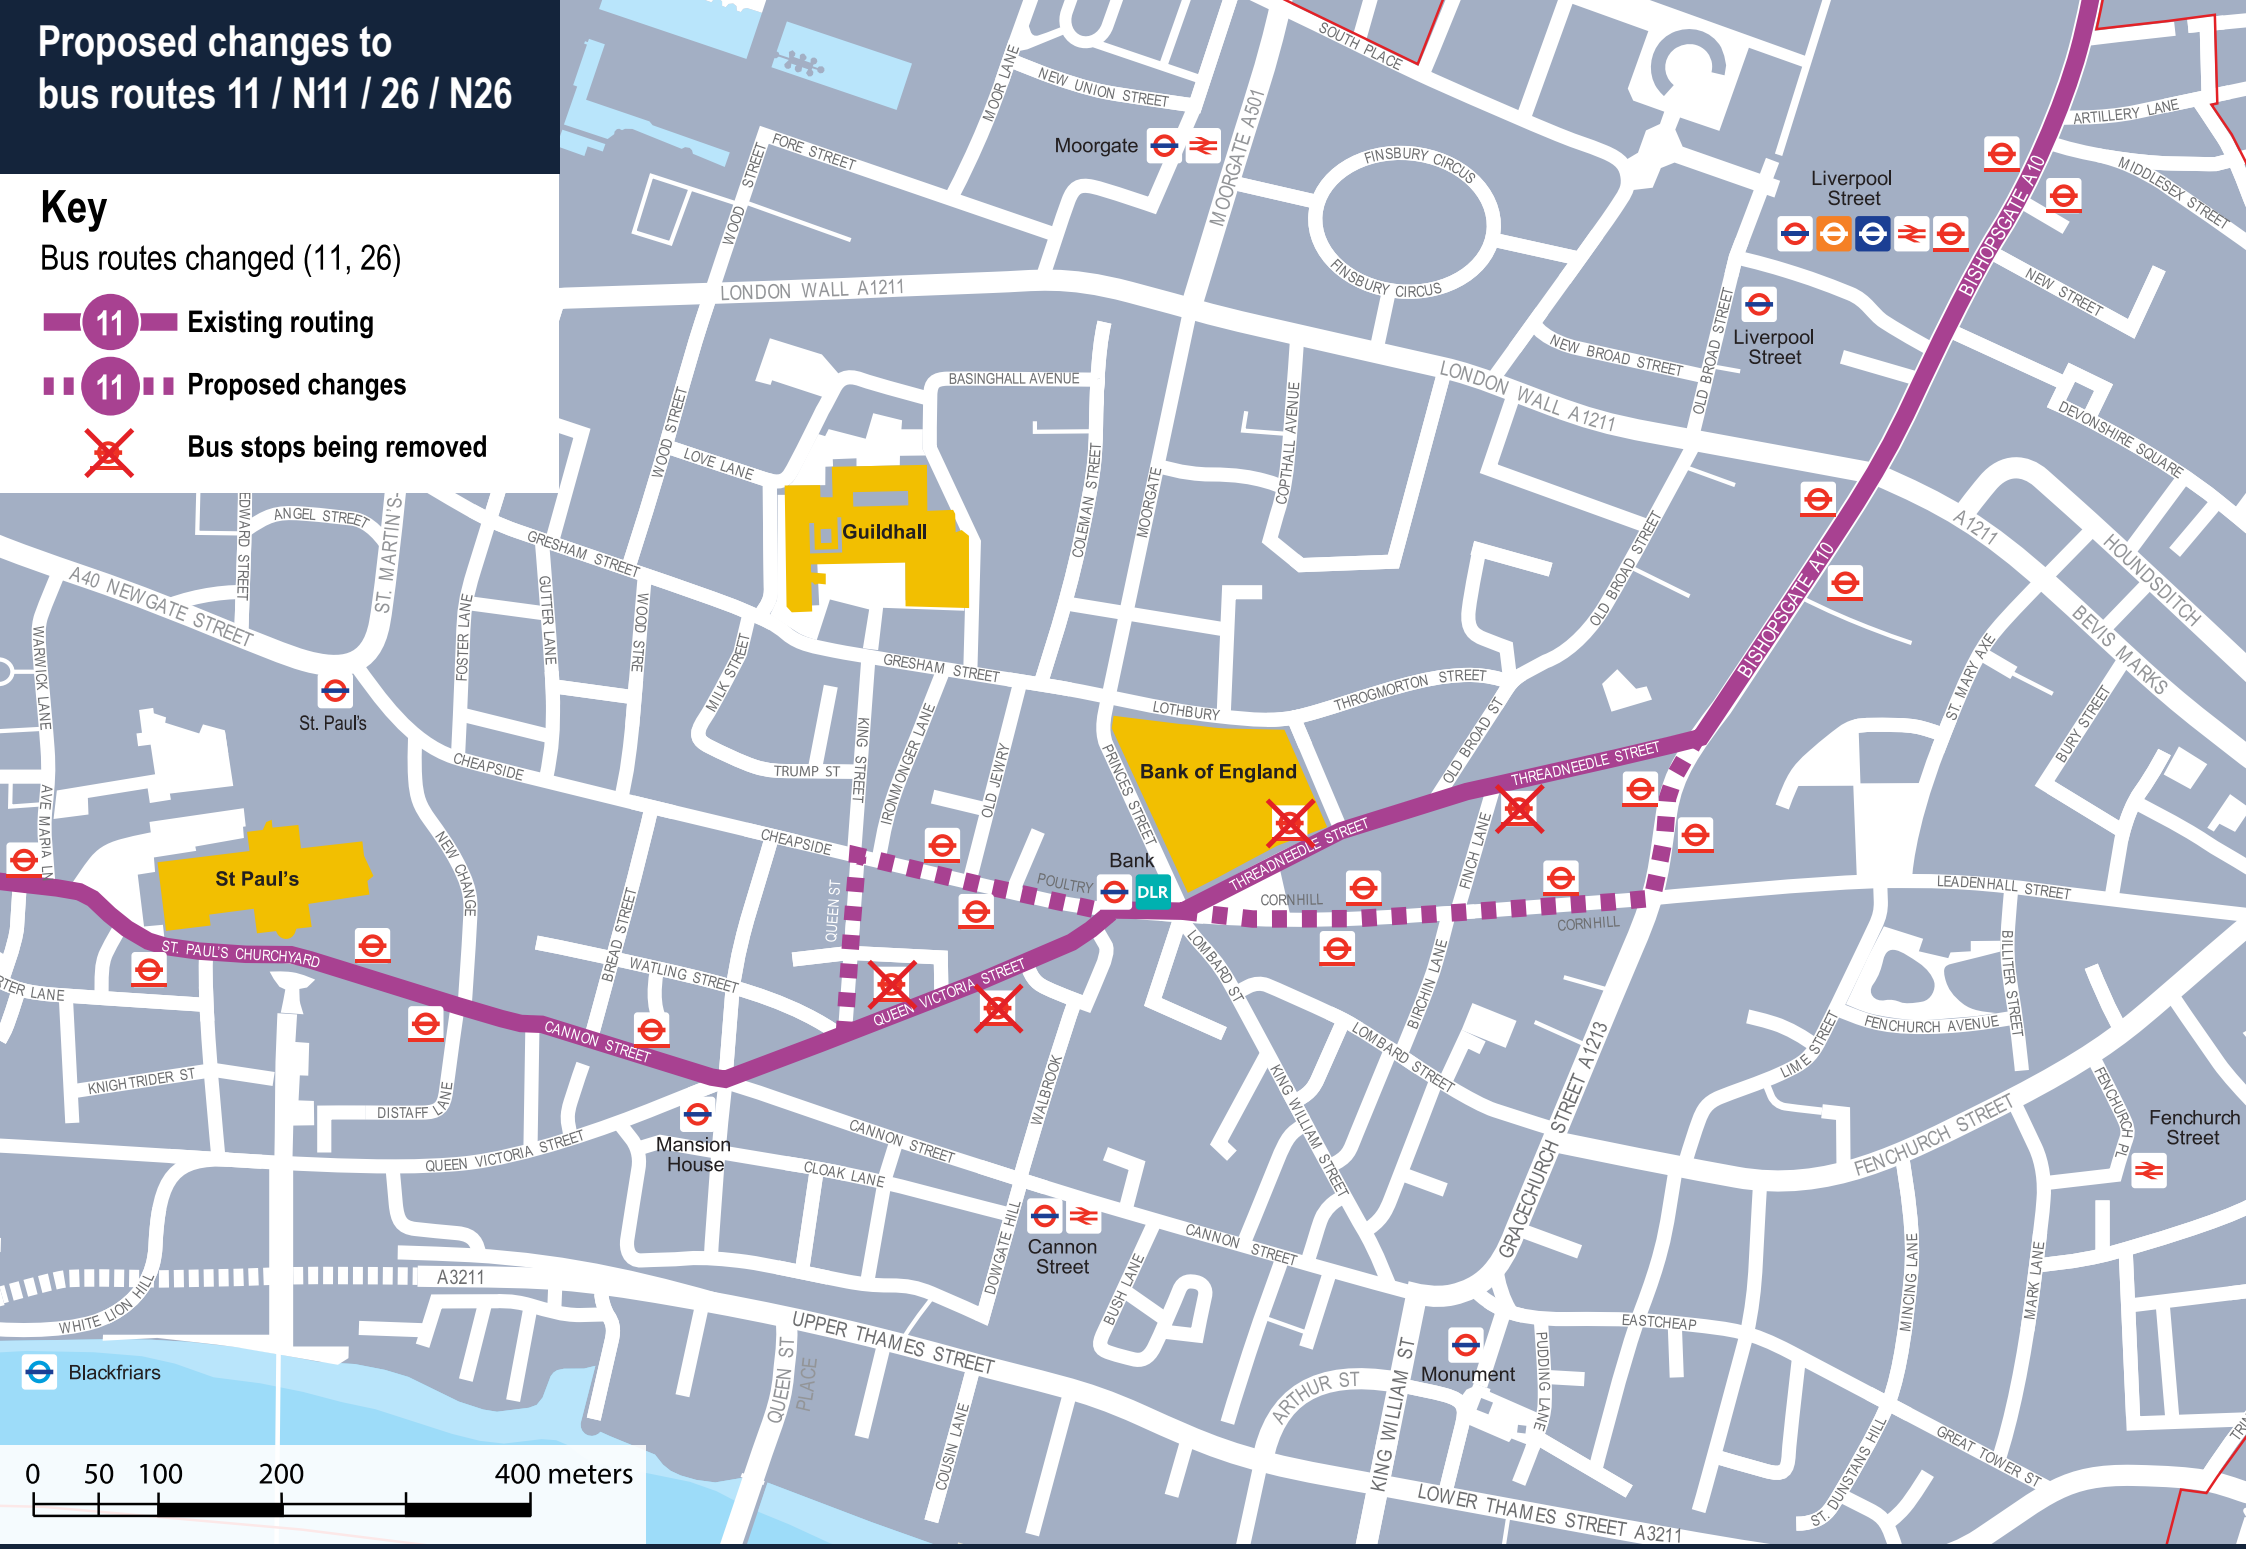 Proposed changes to
bus routes 11 / N11 / 26 / N26
Key
Bus routes changed (11, 26)
11 Existing routing
11 Proposed changes
Bus stops being removed
SOUTH PLACE
MOOR LANE
NEW UNION STREET
MOORGATE A501
Moorgate
FORE STREET
WOOD STREET
FINSBURY CIRCUS
FINSBURY CIRCUS
ARTILLERY LANE
MIDDLESEX STREET
BISHOPSGATE A10
Liverpool
Street
NEW STREET
LONDON WALL A1211
OLD BROAD STREET
Liverpool
Street
NEW BROAD STREET
LONDON WALL A1211
BASINGHALL AVENUE
COPTHALL AVENUE
DEVONSHIRE SQUARE
WOOD STREET
LOVE LANE
COLEMAN STREET
MOORGATE
Guildhall
EDWARD STREET
ANGEL STREET
ST. MARTIN'S
GRESHAM STREET
A40 NEWGATE STREET
A1211
HOUNDSDITCH
BEVIS MARKS
BISHOPSGATE A10
OLD BROAD STREET
WARWICK LANE
FOSTER LANE
GUTTER LANE
WOOD STRE
MILK STREET
GRESHAM STREET
ST. MARY AXE
BURY STREET
St. Paul's
THROGMORTON STREET
LOTHBURY
OLD BROAD ST
KING STREET
IRONMONGER LANE
OLD JEWRY
PRINCES STREET
CHEAPSIDE
TRUMP ST
Bank of England
THREADNEEDLE STREET
AVE MARIA LN
NEW CHANGE
CHEAPSIDE
POULTRY
Bank
DLR
THREADNEEDLE STREET
FINCH LANE
St Paul's
QUEEN ST
CORNHILL
CORNHILL
LEADENHALL STREET
BREAD STREET
ST. PAUL'S CHURCHYARD
WATLING STREET
QUEEN VICTORIA STREET
LOMBARD ST
BIRCHIN LANE
BILLITER STREET
RTER LANE
CANNON STREET
LOMBARD STREET
GRACECHURCH STREET A1213
FENCHURCH AVENUE
LIME STREET
KNIGHTRIDER ST
DISTAFF LANE
WALBROOK
KING WILLIAM STREET
FENCHURCH PL
Fenchurch
Street
FENCHURCH STREET
QUEEN VICTORIA STREET
Mansion
House
CANNON STREET
CLOAK LANE
DOWGATE HILL
Cannon
Street
CANNON STREET
BUSH LANE
A3211
WHITE LION HILL
MINCING LANE
MARK LANE
UPPER THAMES STREET
QUEEN ST
PLACE
EASTCHEAP
Monument
PUDDING LANE
KING WILLIAM ST
ARTHUR ST
Blackfriars
COUSIN LANE
ST. DUNSTANS HILL
GREAT TOWER ST
TRIN
LOWER THAMES STREET A3211
0 50 100 200 400 meters